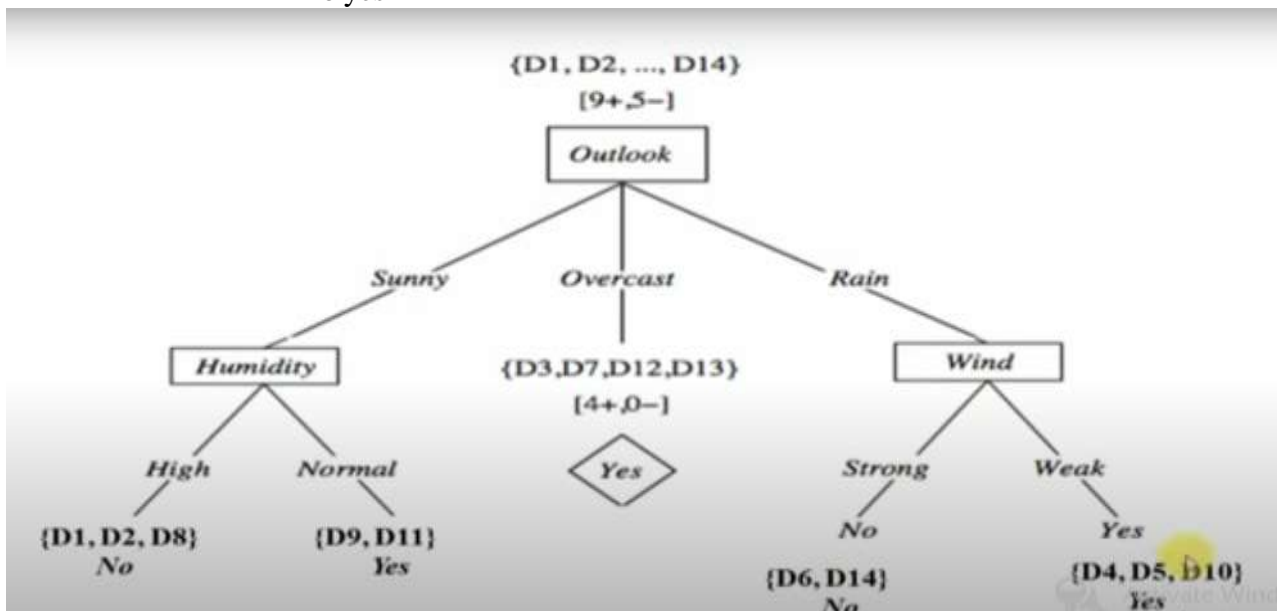 {D1, D2, ..., D14}
[9+,5−]
Outlook
Sunny
Overcast
Rain
Humidity
{D3,D7,D12,D13}
[4+,0−]
Wind
High
Normal
Yes
Strong
Weak
{D1, D2, D8}
No
{D9, D11}
Yes
No
{D6, D14}
No
Yes
{D4, D5, D10}
Yes